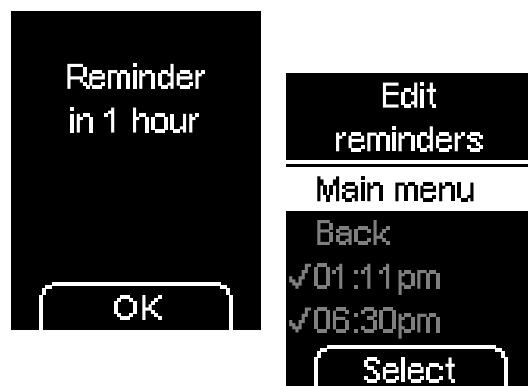 Reminder
in 1 hour
OK
Edit
reminders
Main menu
Back
√01:11pm
√06:30pm
Select